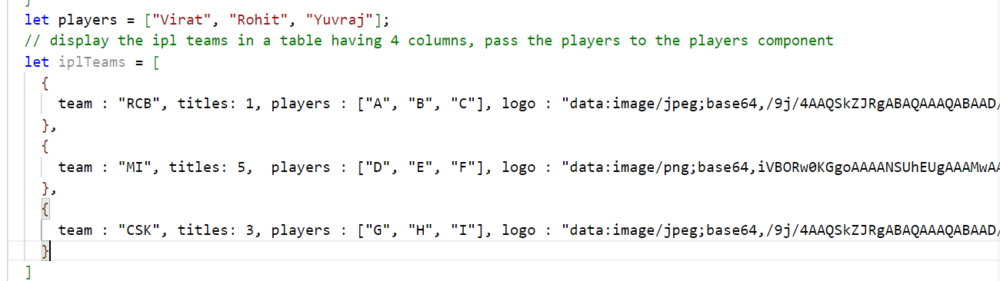 }
let players = ["Virat", "Rohit", "Yuvraj"];
// display the ipl teams in a table having 4 columns, pass the players to the players component
let iplTeams = [
{
team : "RCB", titles: 1, players : ["A", "B", "C"], logo : "data:image/jpeg;base64,/9j/4AAQSkZJRgABAQAAAQABAAD/
},
{
team : "MI", titles: 5,  players : ["D", "E", "F"], logo : "data:image/png;base64,iVBORw0KGgoAAAANSUhEUgAAAMwAA
},
{
team : "CSK", titles: 3, players : ["G", "H", "I"], logo : "data:image/jpeg;base64,/9j/4AAQSkZJRgABAQAAAQABAAD/
}
]